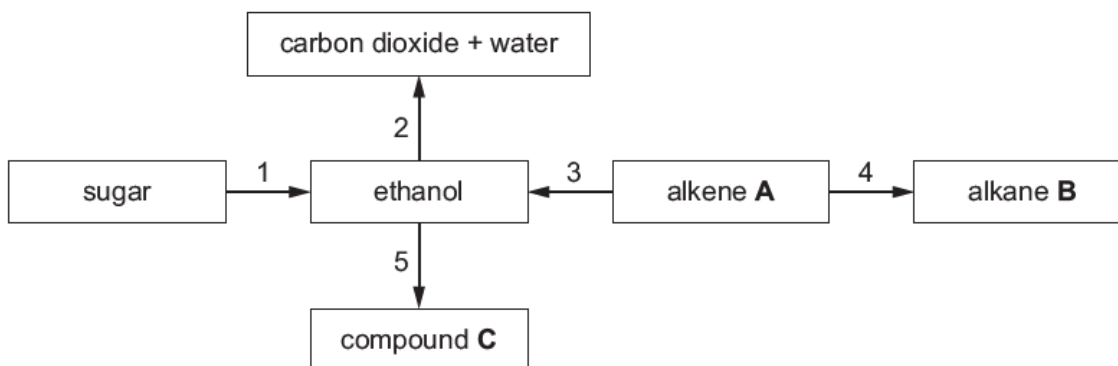 carbon dioxide + water
2
sugar
1
ethanol
3
alkene A
4
alkane B
5
compound C